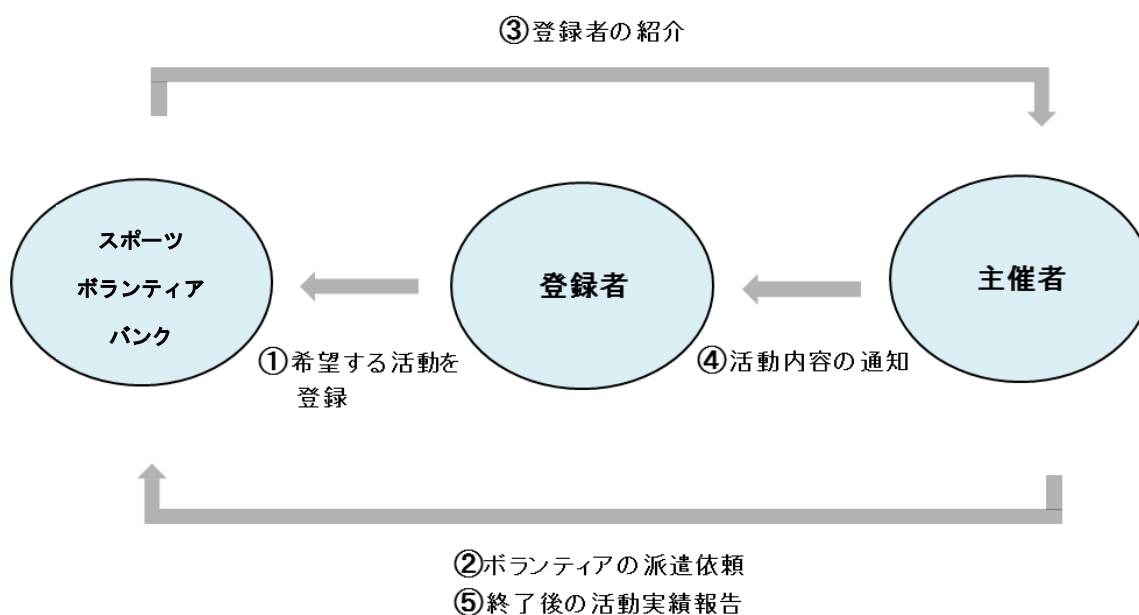 ③登録者の紹介
スポーツ
ボランティア
バンク
登録者
主催者
①希望する活動を
登録
④活動内容の通知
②ボランティアの派遣依頼
⑤終了後の活動実績報告